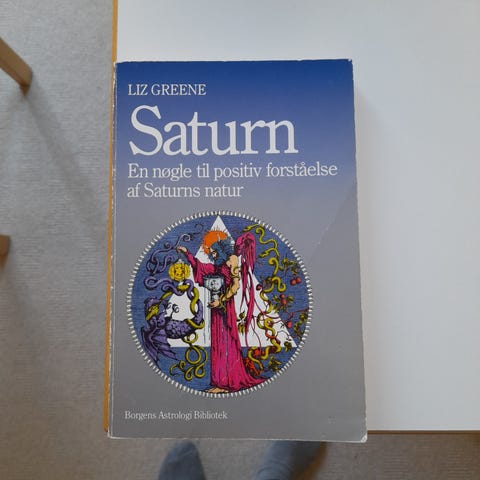 LIZ GREENE
Saturn
En nøgle til positiv forståelse
af Saturns natur
Borgens Astrologi Bibliotek